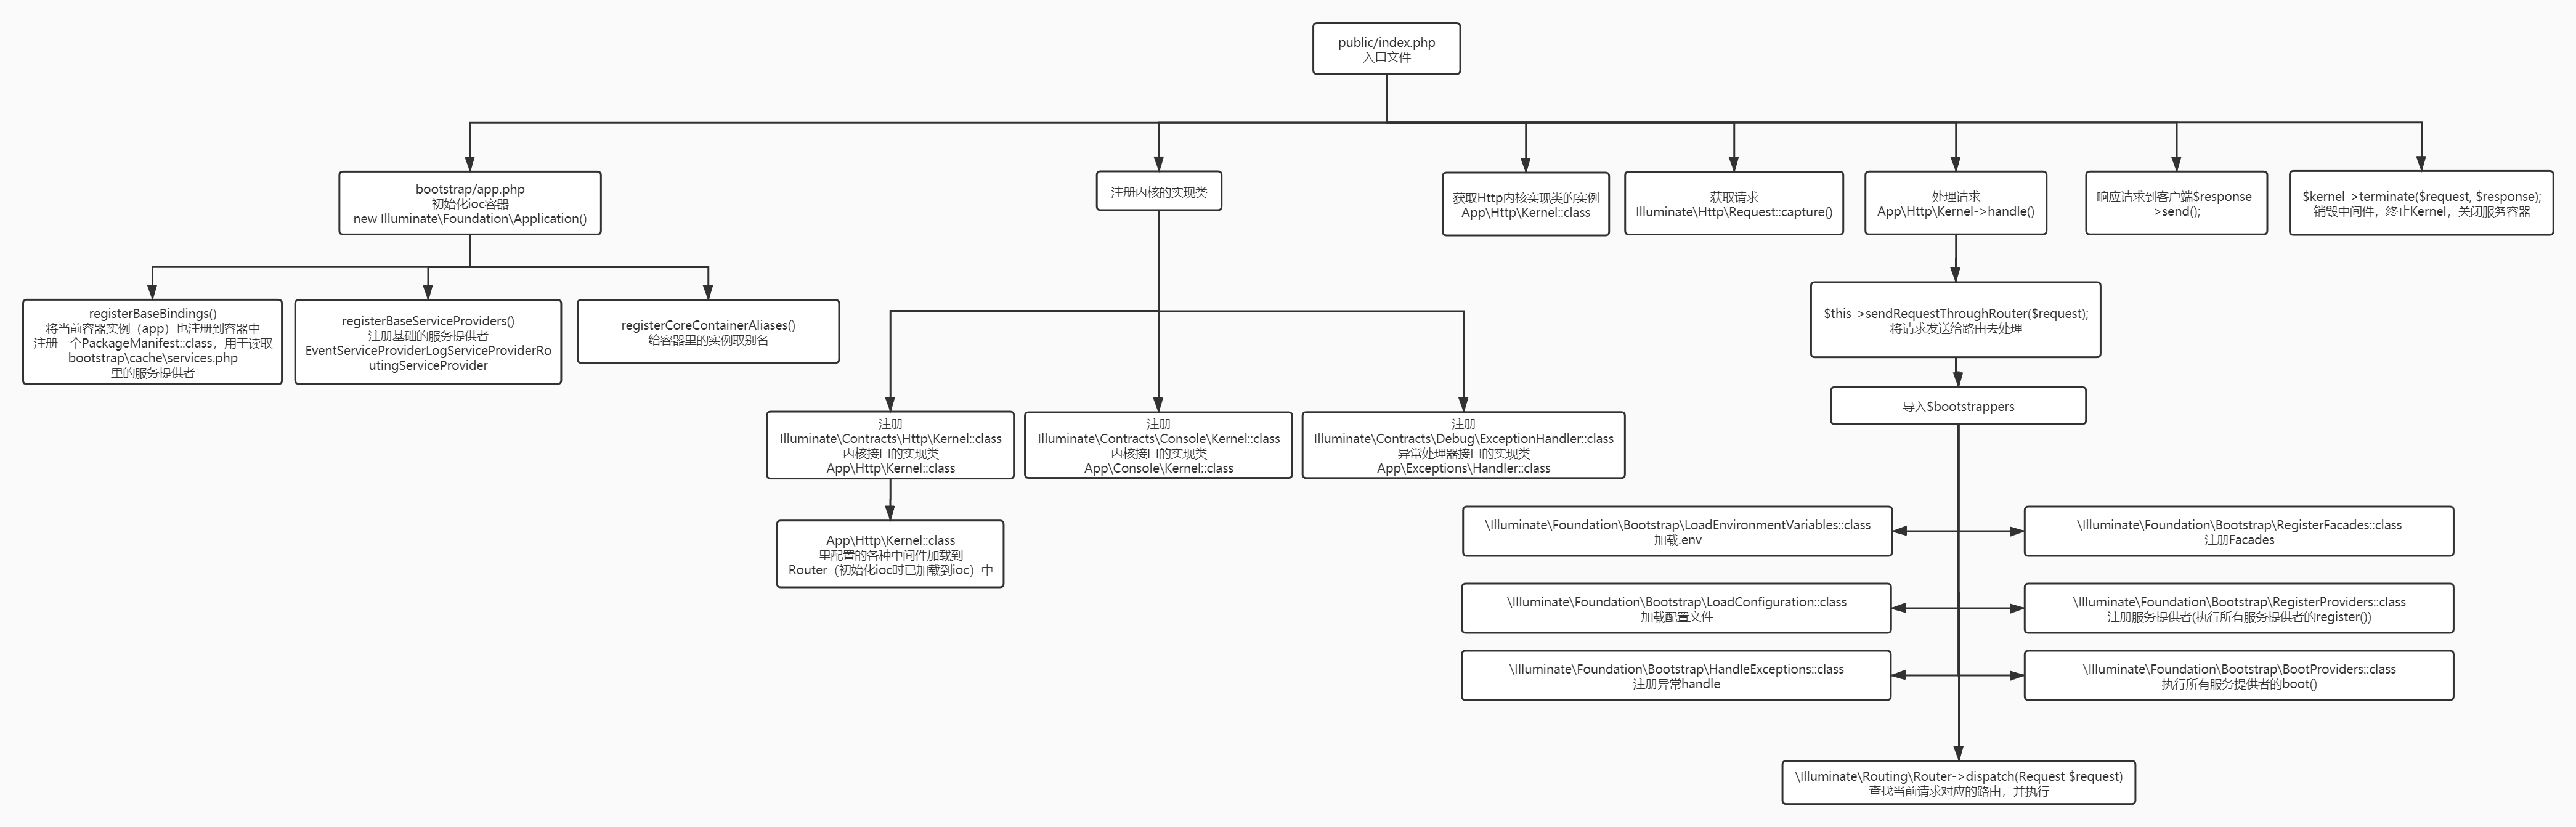 public/index.php
入口文件
bootstrap/app.php
初始化ioc容器
new Illuminate\Foundation\Application()
注册内核的实现类
获取Http内核实现类的实例
App\Http\Kernel::class
获取请求
Illuminate\Http\Request::capture()
处理请求
App\Http\Kernel->handle()
响应请求到客户端$response-
>send();
$kernel->terminate($request, $response);
销毁中间件，终止Kernel，关闭服务容器
registerBaseBindings()
将当前容器实例（app）也注册到容器中
注册一个PackageManifest::class，用于读取
bootstrap\cache\services.php
里的服务提供者
registerBaseServiceProviders()
注册基础的服务提供者
EventServiceProviderLogServiceProviderRo
utingServiceProvider
registerCoreContainerAliases()
给容器里的实例取别名
$this->sendRequestThroughRouter($request);
将请求发送给路由去处理
导入$bootstrappers
注册
Illuminate\Contracts\Http\Kernel::class
内核接口的实现类
App\Http\Kernel::class
注册
Illuminate\Contracts\Console\Kernel::class
内核接口的实现类
App\Console\Kernel::class
注册
Illuminate\Contracts\Debug\ExceptionHandler::class
异常处理器接口的实现类
App\Exceptions\Handler::class
App\Http\Kernel::class
里配置的各种中间件加载到
Router（初始化ioc时已加载到ioc）中
\Illuminate\Foundation\Bootstrap\LoadEnvironmentVariables::class
加载.env
\Illuminate\Foundation\Bootstrap\RegisterFacades::class
注册Facades
\Illuminate\Foundation\Bootstrap\LoadConfiguration::class
加载配置文件
\Illuminate\Foundation\Bootstrap\RegisterProviders::class
注册服务提供者(执行所有服务提供者的register())
\Illuminate\Foundation\Bootstrap\HandleExceptions::class
注册异常handle
\Illuminate\Foundation\Bootstrap\BootProviders::class
执行所有服务提供者的boot()
\Illuminate\Routing\Router->dispatch(Request $request)
查找当前请求对应的路由，并执行